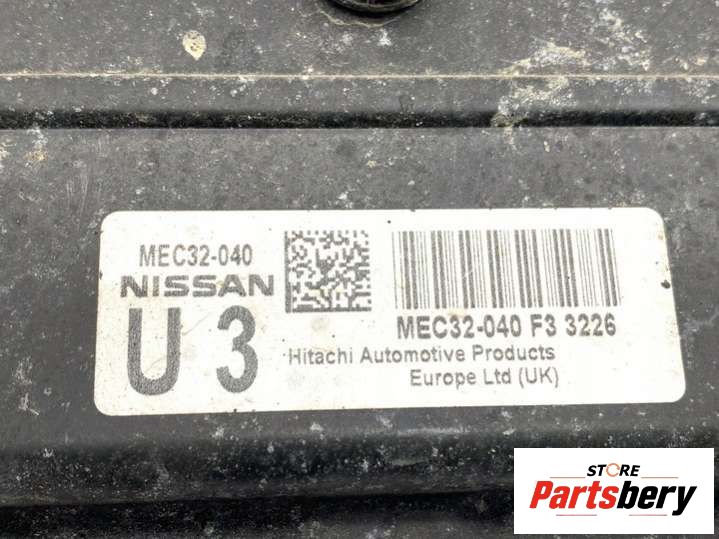 MEC32-040
NISSAN
U 3
MEC32-040 F3 3226
Hitachi Automotive Products
Europe Ltd (UK)
STORE
Partsbery